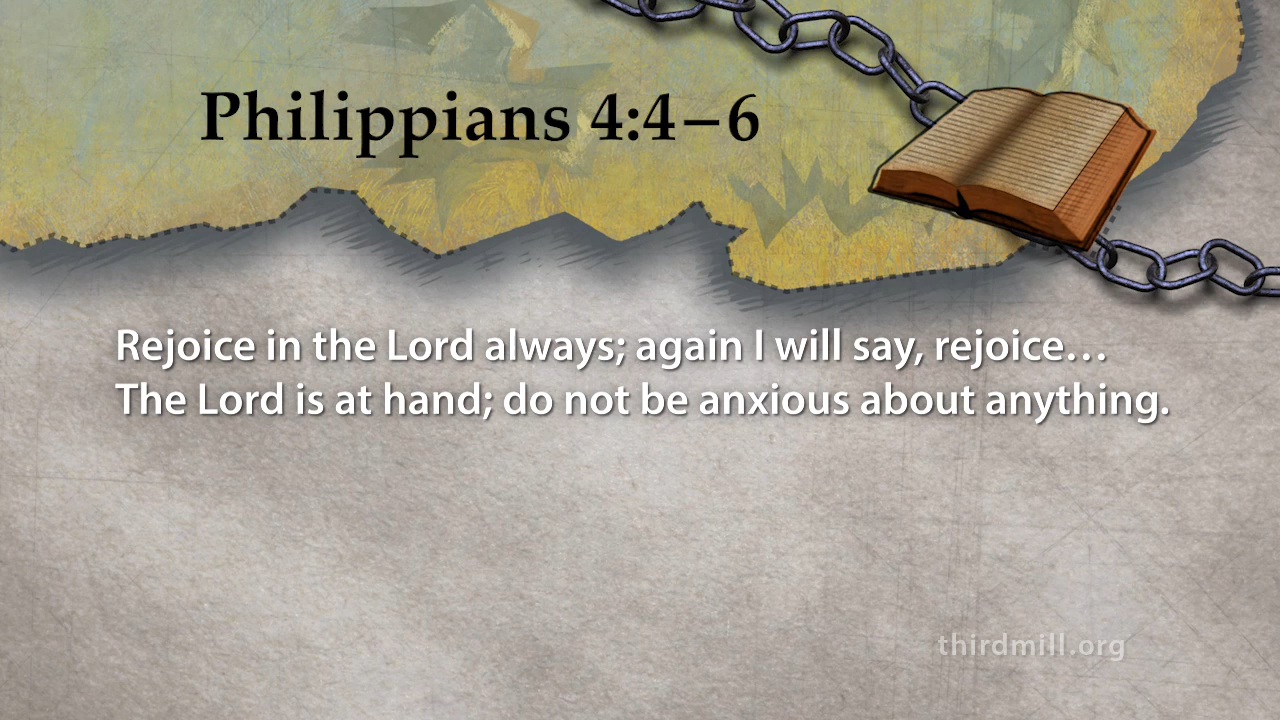 Philippians 4:4–6
Rejoice in the Lord always; again I will say, rejoice…
The Lord is at hand; do not be anxious about anything.
thirdmill.org